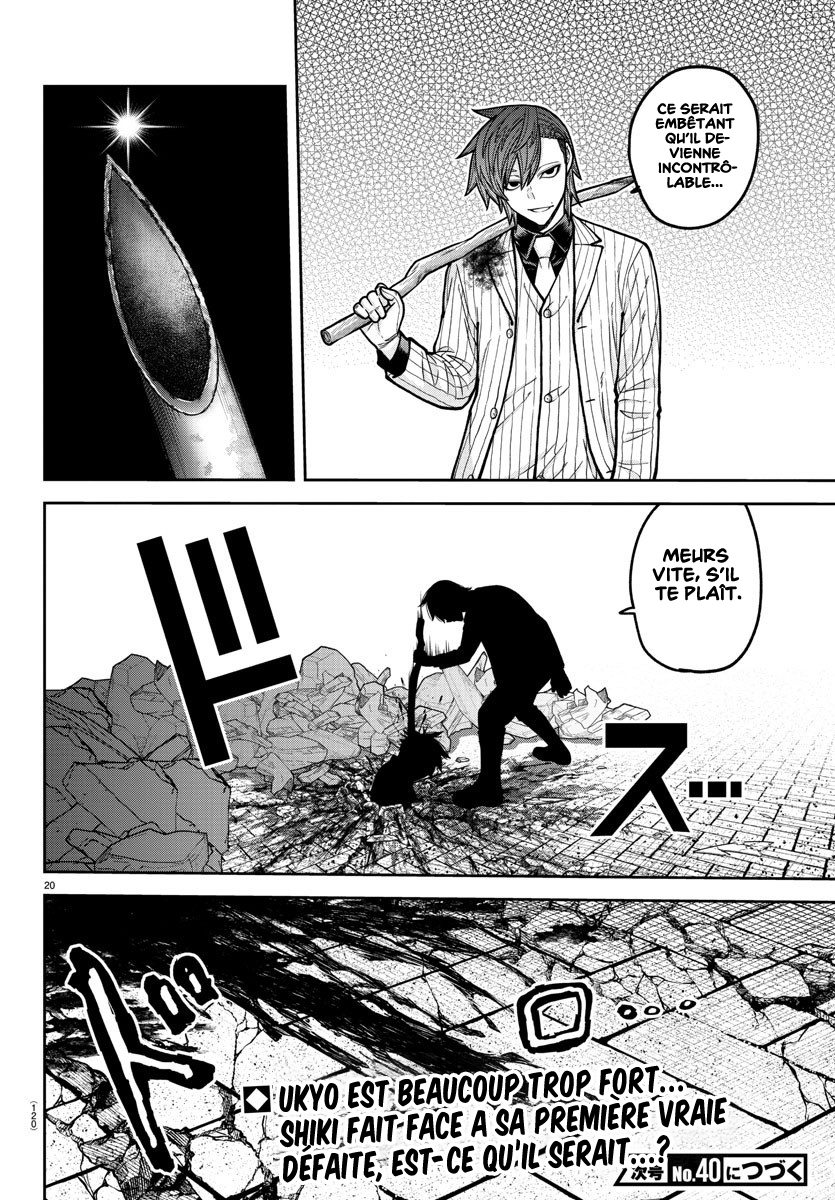 CE SERAIT
EMBÊTANT
QU'IL DE-
VIENNE
INCONTRÔ-
LABLE...
MEURS
VITE, S'IL
TE PLAÎT.
ドス...
20
ドロ...
(120)
UKYO EST BEAUCOUP TROP FORT...
SHIKI FAIT FACE A SA PREMIÈRE VRAIE
DÉFAITE, EST-CE QU'IL SERAIT...?
次号 No.40につづく